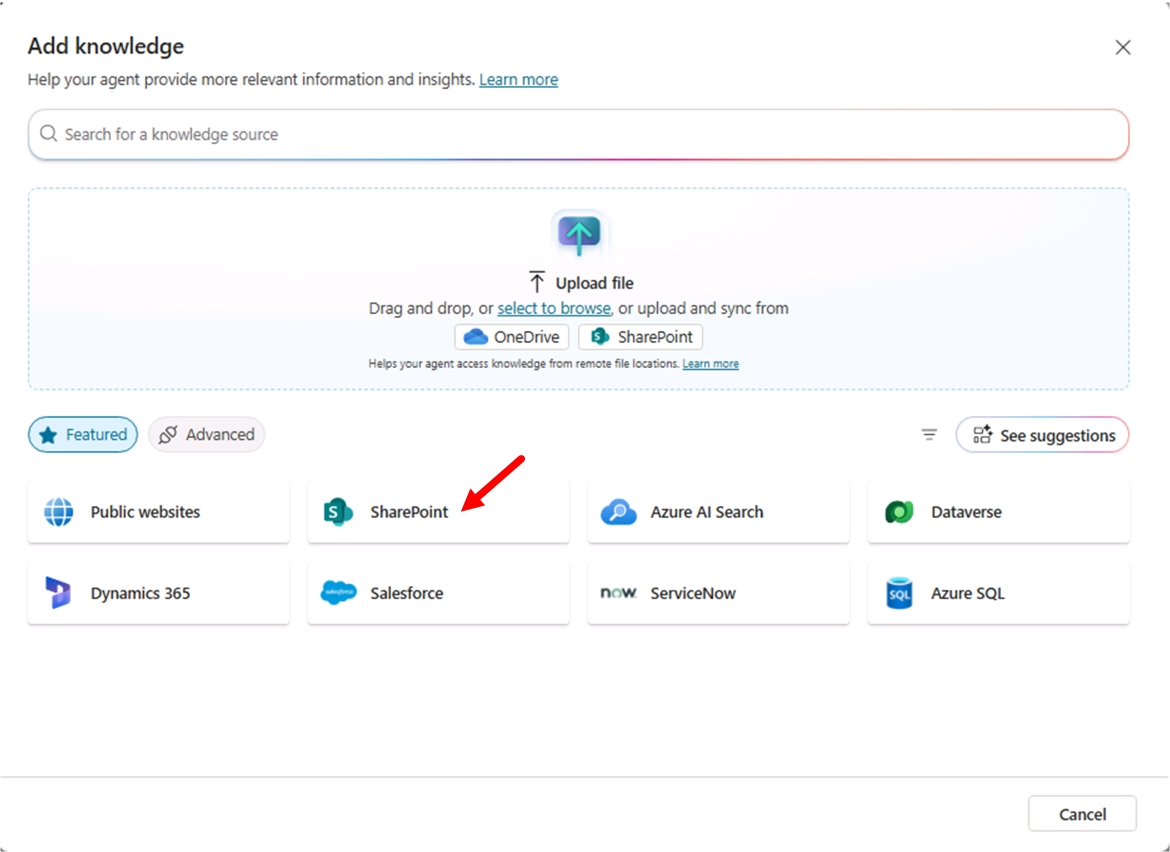 Add knowledge
Help your agent provide more relevant information and insights. Learn more
Search for a knowledge source
Upload file
Drag and drop, or select to browse, or upload and sync from
OneDrive S SharePoint
Helps your agent access knowledge from remote file locations. Learn more
Featured Advanced See suggestions
Public websites S SharePoint Azure AI Search Dataverse
Dynamics 365 salesforce Salesforce now ServiceNow SQL Azure SQL
Cancel